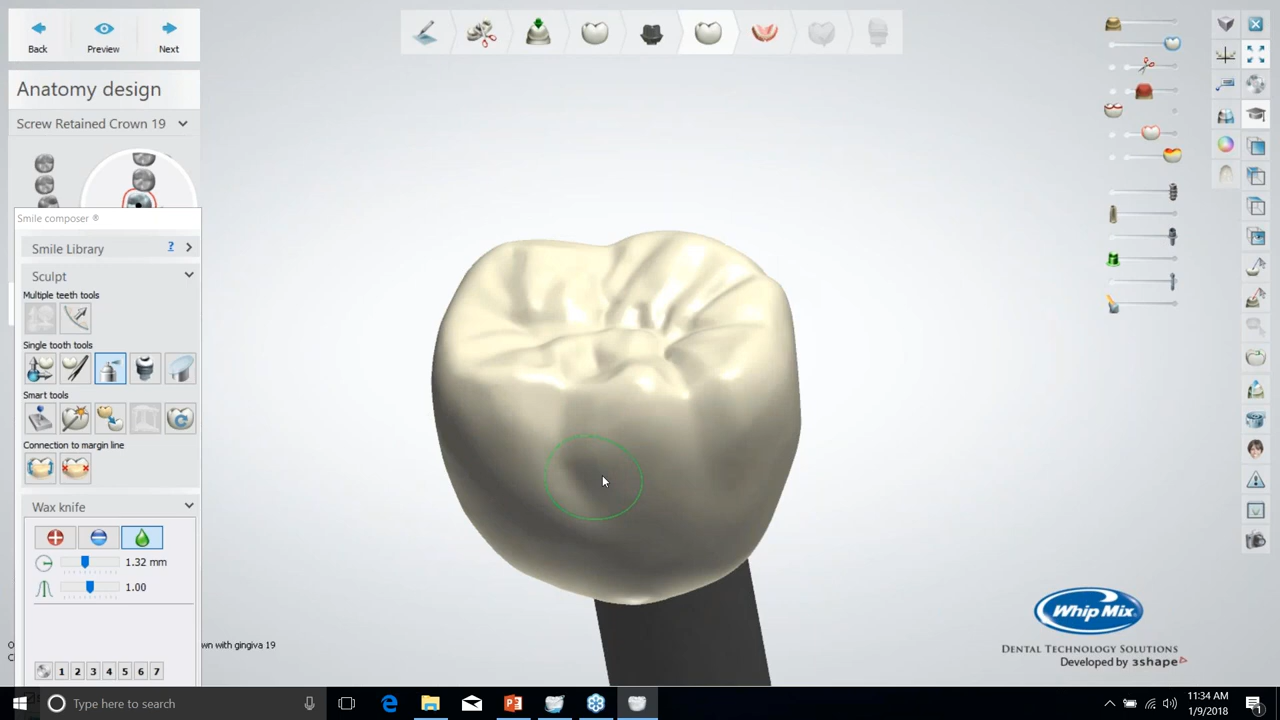 Back
Preview
Next
Anatomy design
Screw Retained Crown 19
Smile composer ®
Smile Library
?
Sculpt
Multiple teeth tools
Single tooth tools
Smart tools
Connection to margin line
Wax knife
1.32 mm
1.00
wn with gingiva 19
1 2 3 4 5 6 7
Whip Mix
DENTAL TECHNOLOGY SOLUTIONS
Developed by 3shape
Type here to search
11:34 AM
1/9/2018
1